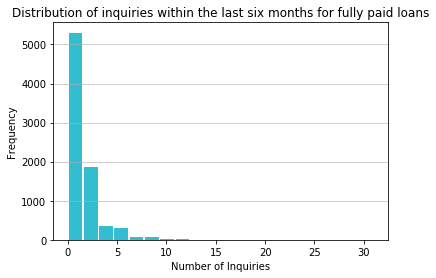 Distribution of inquiries within the last six months for fully paid loans
5000
4000
3000
2000
1000
0
Frequency
0 5 10 15 20 25 30
Number of Inquiries